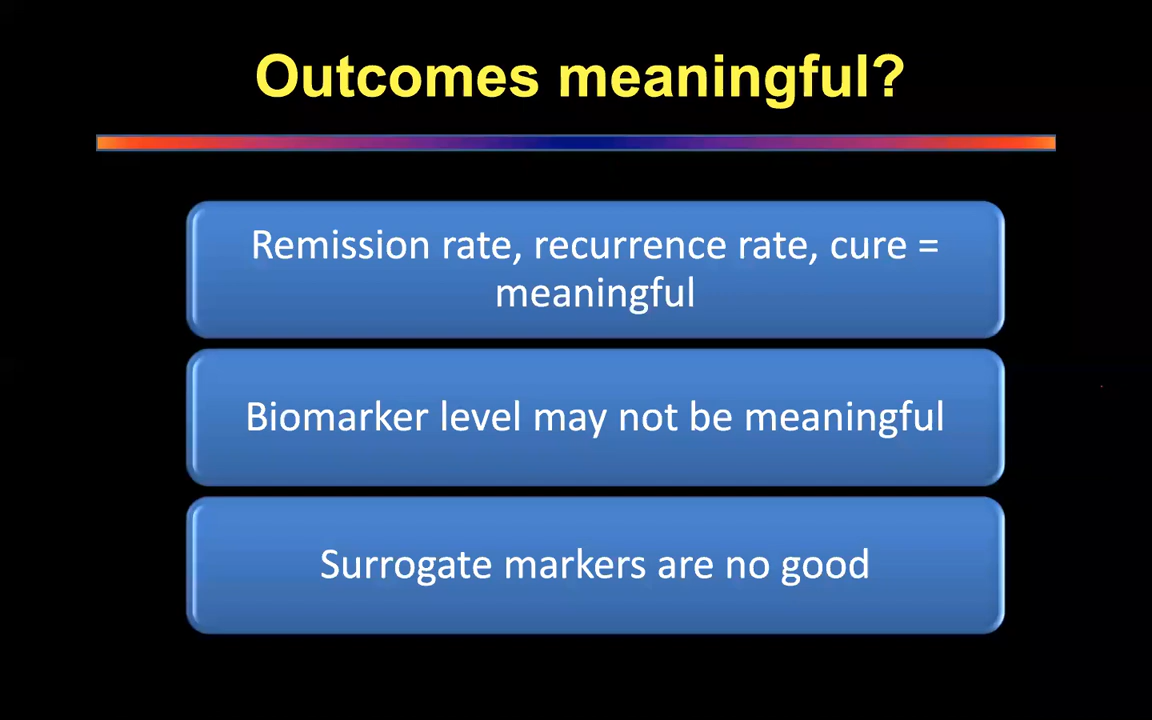 Outcomes meaningful?
Remission rate, recurrence rate, cure =
meaningful
Biomarker level may not be meaningful
Surrogate markers are no good